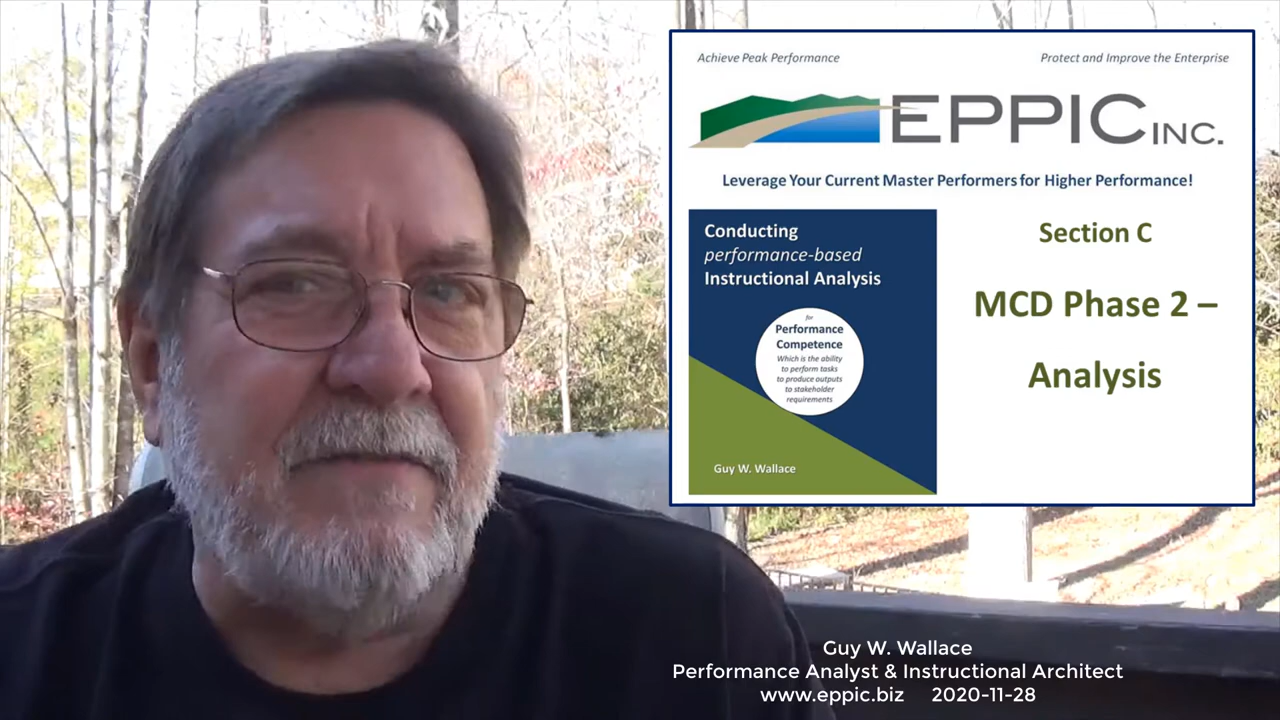 Achieve Peak Performance
Protect and Improve the Enterprise
EPPIC INC.
Leverage Your Current Master Performers for Higher Performance!
Conducting
performance-based
Instructional Analysis
for
Performance
Competence
Which is the ability
to perform tasks
to produce outputs
to stakeholder
requirements
Guy W. Wallace
Section C
MCD Phase 2 –
Analysis
Guy W. Wallace
Performance Analyst & Instructional Architect
www.eppic.biz 2020-11-28